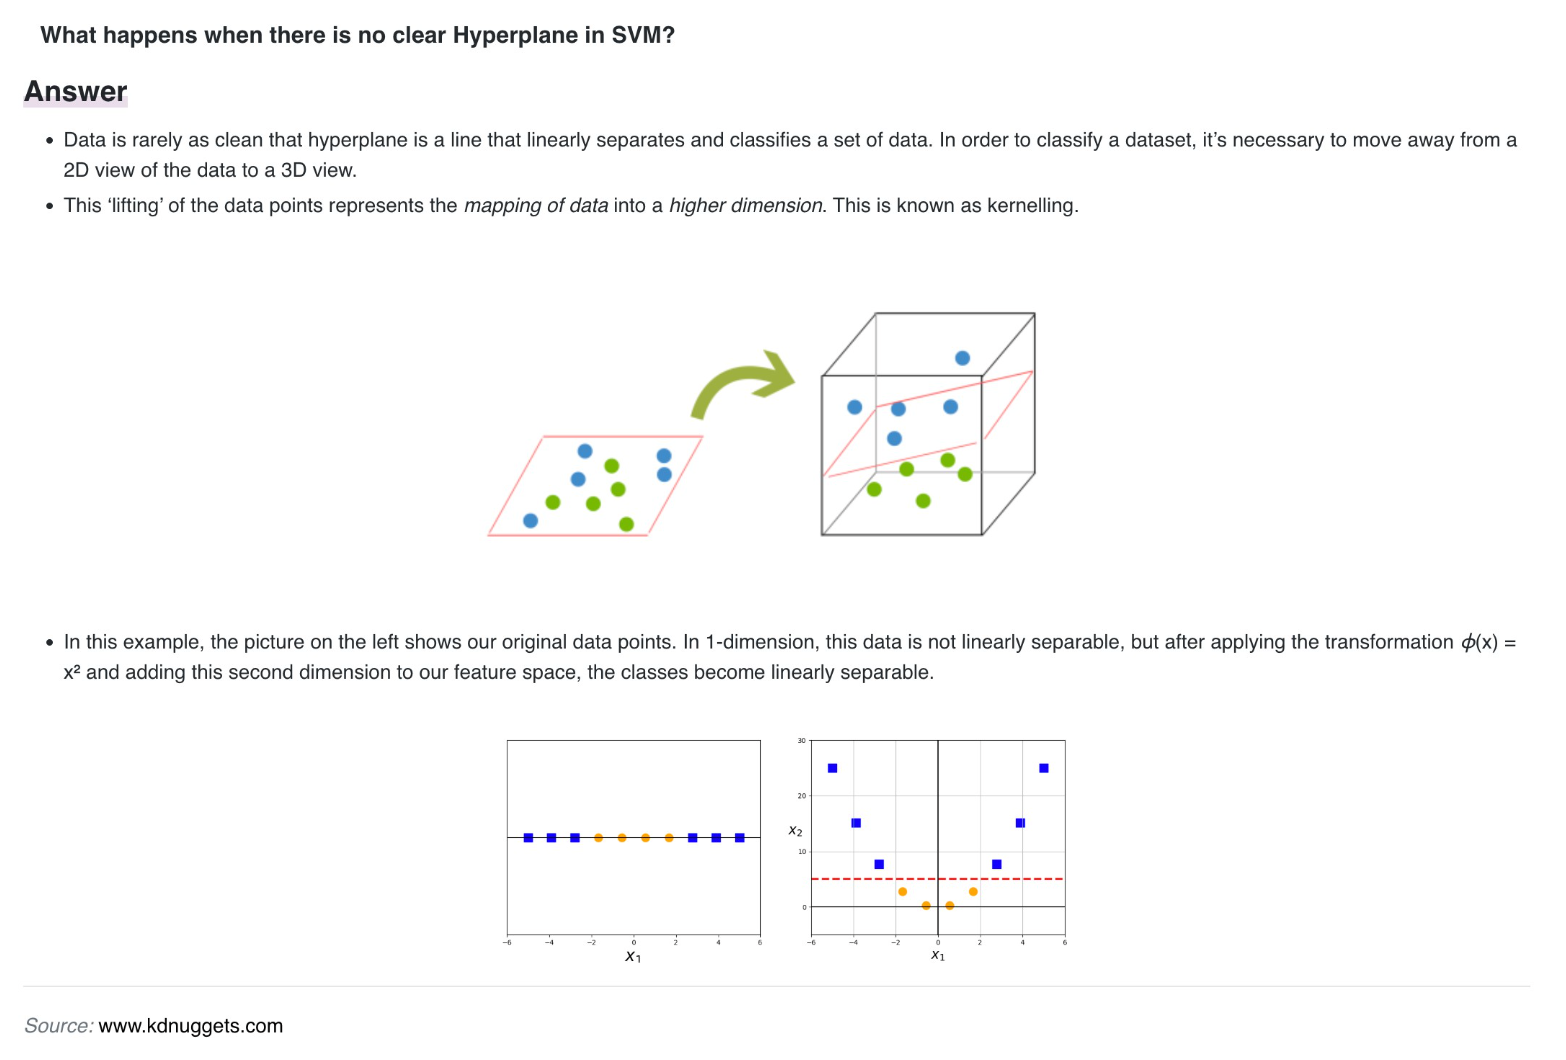 What happens when there is no clear Hyperplane in SVM?
Answer
• Data is rarely as clean that hyperplane is a line that linearly separates and classifies a set of data. In order to classify a dataset, it’s necessary to move away from a
2D view of the data to a 3D view.
• This ‘lifting’ of the data points represents the mapping of data into a higher dimension. This is known as kernelling.
• In this example, the picture on the left shows our original data points. In 1-dimension, this data is not linearly separable, but after applying the transformation ϕ(x) =
x² and adding this second dimension to our feature space, the classes become linearly separable.
−6 −4 −2 0 2 4 6
x₁
30
20
x₂
10
0
−6 −4 −2 0 2 4 6
x₁
Source: www.kdnuggets.com